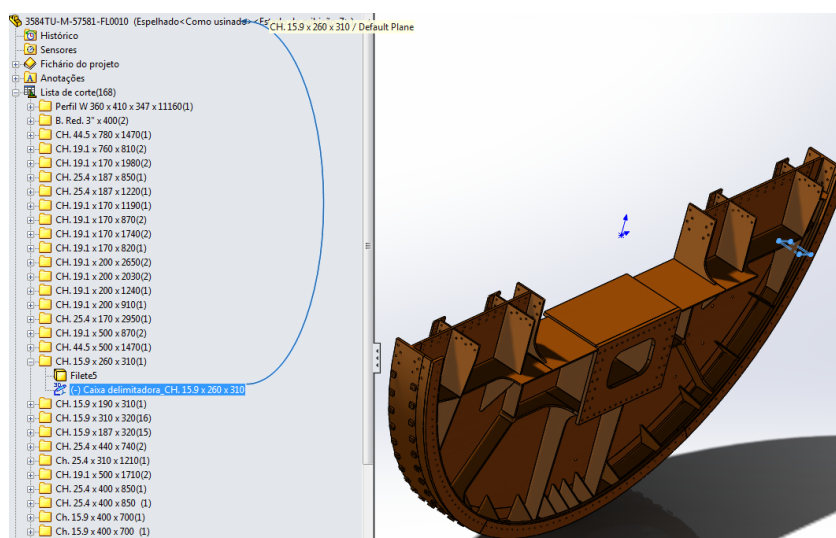 3584TU-M-57581-FL0010 (Espelhado<Como usinado><E
CH. 15.9 x 260 x 310 / Default Plane
Histórico
Sensores
Fichário do projeto
Anotações
Lista de corte(168)
Perfil W 360 x 410 x 347 x 11160(1)
B. Red. 3" x 400(2)
CH. 44.5 x 780 x 1470(1)
CH. 19.1 x 760 x 810(2)
CH. 19.1 x 170 x 1980(2)
CH. 25.4 x 187 x 850(1)
CH. 25.4 x 187 x 1220(1)
CH. 19.1 x 170 x 1190(1)
CH. 19.1 x 170 x 870(2)
CH. 19.1 x 170 x 1740(2)
CH. 19.1 x 170 x 820(1)
CH. 19.1 x 200 x 2650(2)
CH. 19.1 x 200 x 2030(2)
CH. 19.1 x 200 x 1240(1)
CH. 19.1 x 200 x 910(1)
CH. 25.4 x 170 x 2950(1)
CH. 19.1 x 500 x 870(2)
CH. 44.5 x 500 x 1470(1)
CH. 15.9 x 260 x 310(1)
Filete5
(-) Caixa delimitadora_CH. 15.9 x 260 x 310
CH. 15.9 x 190 x 310(1)
CH. 15.9 x 310 x 320(16)
CH. 15.9 x 187 x 320(15)
CH. 25.4 x 440 x 740(2)
Ch. 25.4 x 310 x 1210(1)
CH. 19.1 x 500 x 1710(2)
CH. 25.4 x 400 x 850(1)
CH. 25.4 x 400 x 850 (1)
Ch. 15.9 x 400 x 700(1)
Ch. 15.9 x 400 x 700 (1)